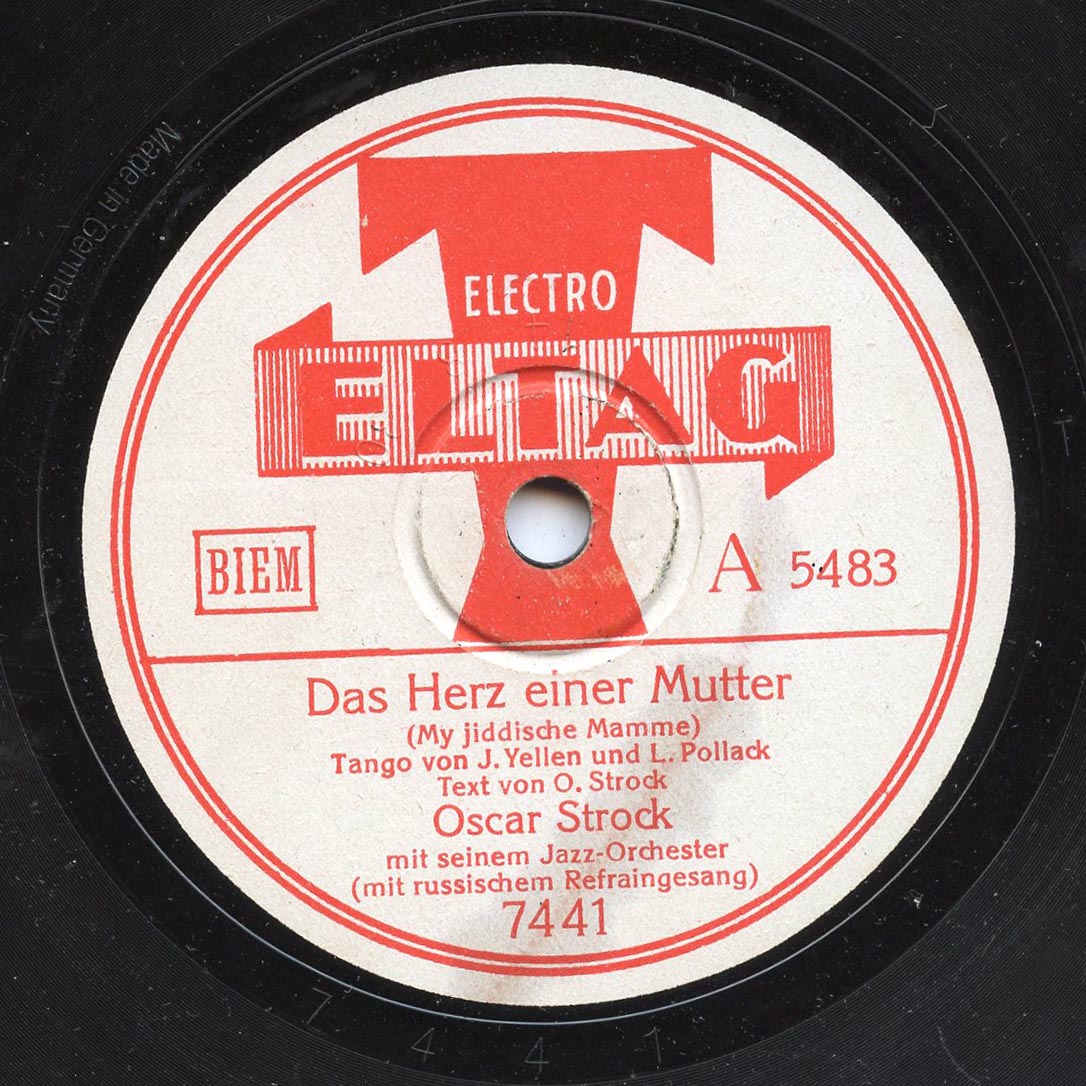 ELECTRO
ELTAG
BIEM
A 5483
Das Herz einer Mutter
(My jiddische Mamme)
Tango von J. Yellen und L. Pollack
Text von O. Strock
Oscar Strock
mit seinem Jazz-Orchester
(mit russischem Refraingesang)
7441
Made in Germany
7441